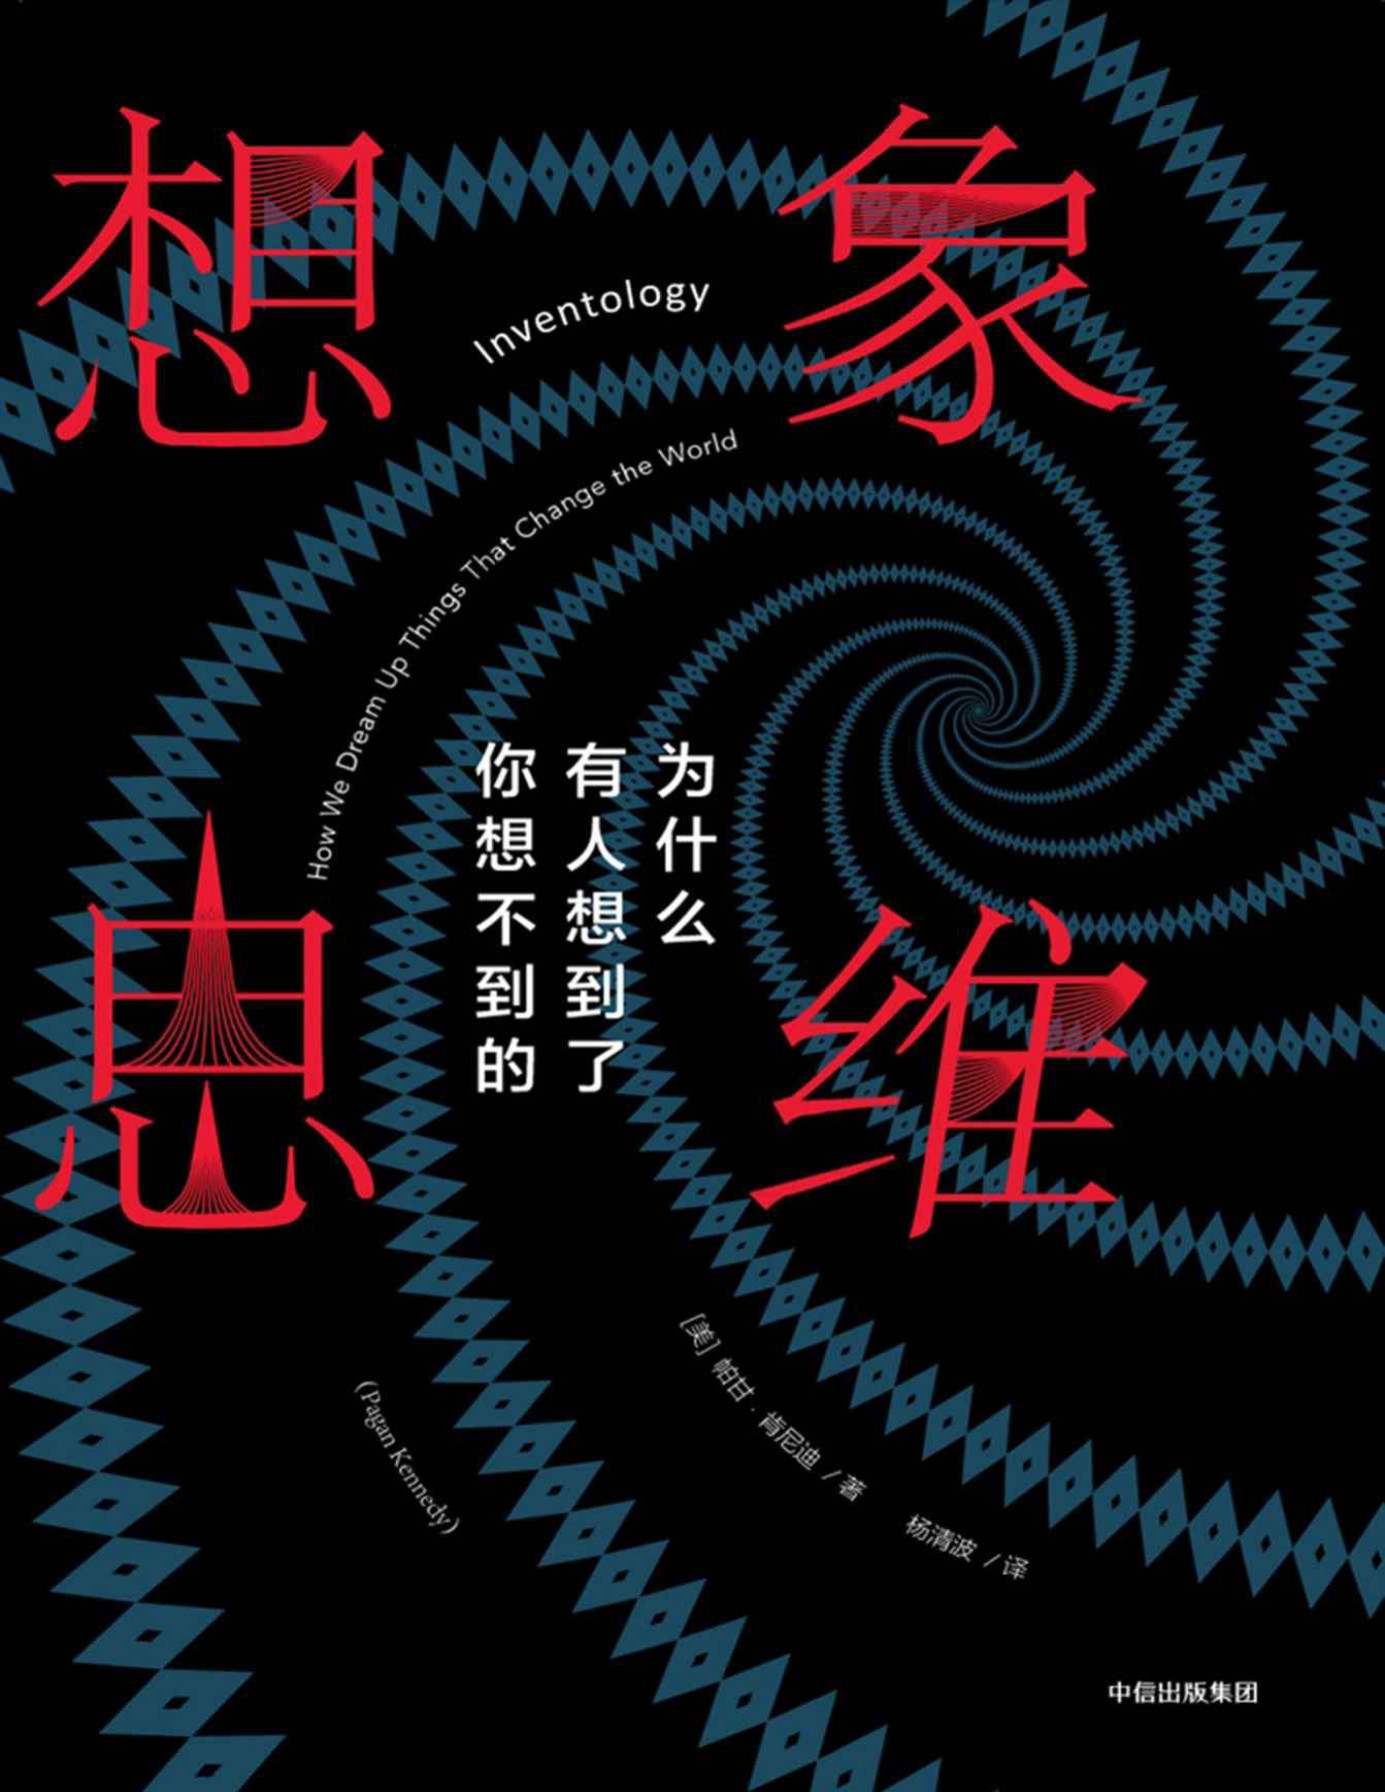 想象
思维
Inventology
How We Dream Up Things That Change the World
为什么
有人想到了
你想不到的
(Pagan Kennedy)
[美] 帕甘·肯尼迪 / 著
杨清波 / 译
中信出版集团